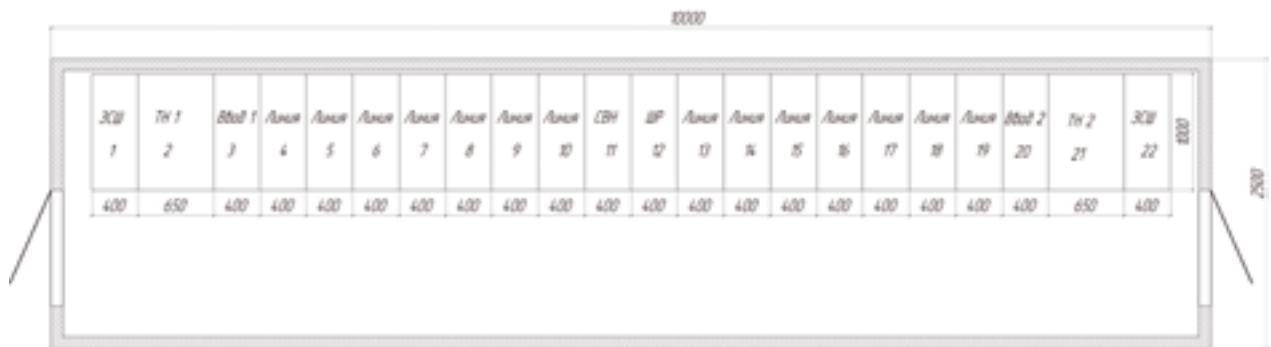 10000
ЗСШ ТН 1 Ввод 1 Линия Линия Линия Линия Линия Линия Линия СВН ШР Линия Линия Линия Линия Линия Линия Линия Ввод 2 ТН 2 ЗСШ
1 2 3 4 5 6 7 8 9 10 11 12 13 14 15 16 17 18 19 20 21 22
1000
2500
400 650 400 400 400 400 400 400 400 400 400 400 400 400 400 400 400 400 400 400 650 400